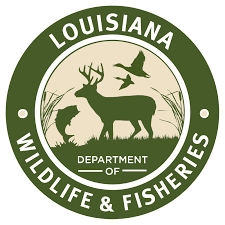 LOUISIANA
DEPARTMENT
OF
WILDLIFE & FISHERIES